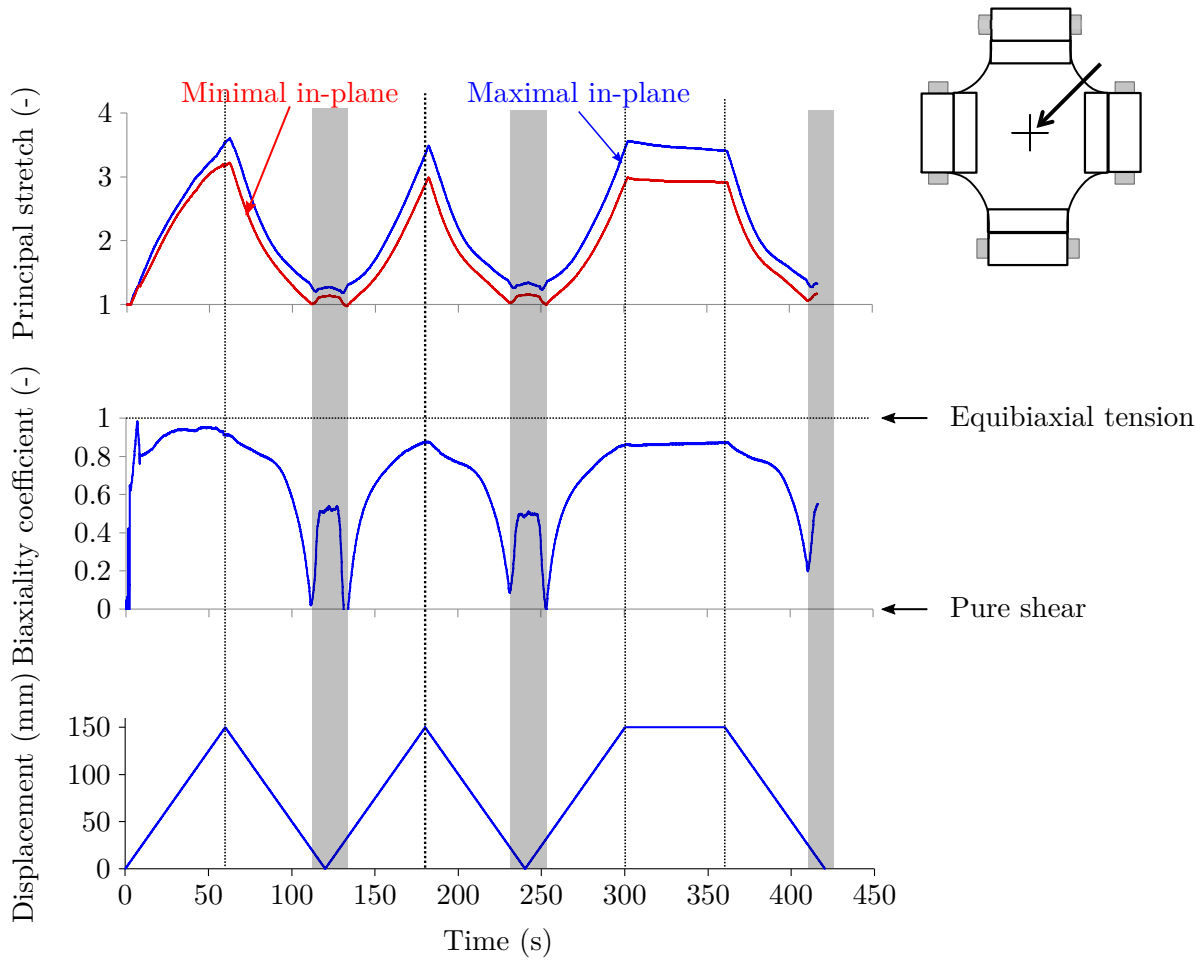 Minimal in-plane
Maximal in-plane
Principal stretch (-)
4
3
2
1
Biaxiality coefficient (-)
1
0.8
0.6
0.4
0.2
0
Equibiaxial tension
Pure shear
Displacement (mm)
150
100
50
0
0 50 100 150 200 250 300 350 400 450
Time (s)